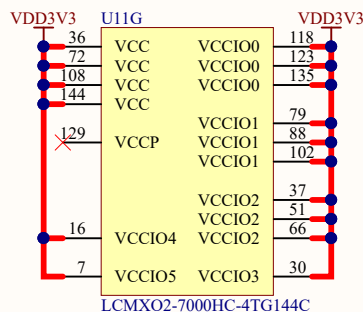 VDD3V3 U11G VDD3V3
36 VCC VCCIO0 118
72 VCC VCCIO0 123
108 VCC VCCIO0 135
144 VCC
VCCIO1 79
129 VCCP VCCIO1 88
VCCIO1 102
VCCIO2 37
VCCIO2 51
16 VCCIO4 VCCIO2 66
7 VCCIO5 VCCIO3 30
LCMXO2-7000HC-4TG144C